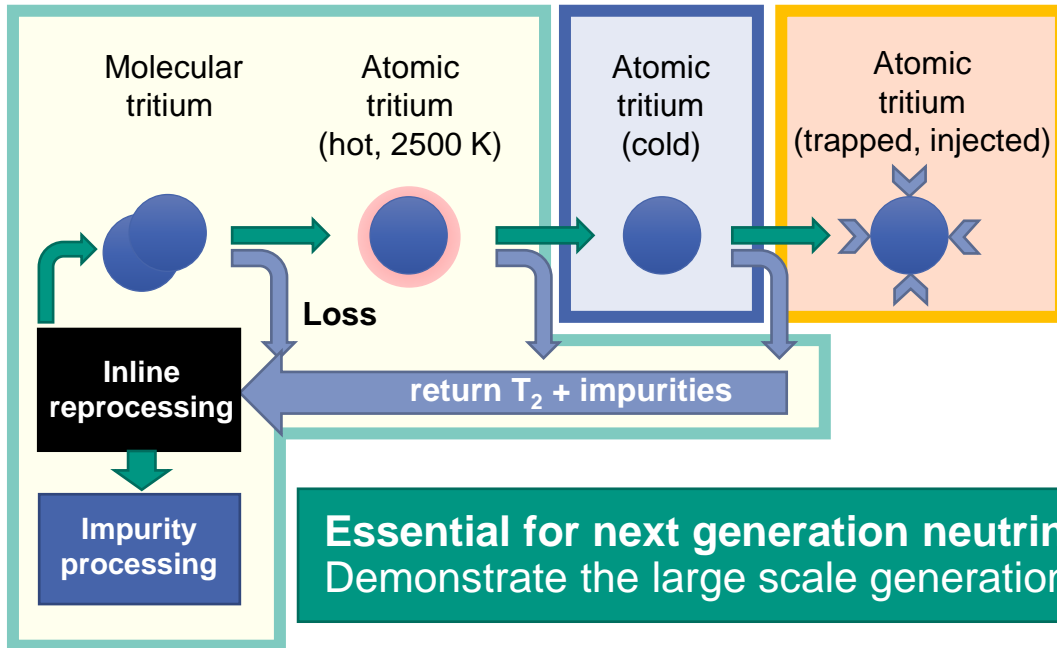 Molecular
tritium
Atomic
tritium
(hot, 2500 K)
Atomic
tritium
(cold)
Atomic
tritium
(trapped, injected)
Loss
Inline
reprocessing
return T₂ + impurities
Impurity
processing
Essential for next generation
Demonstrate the large scale generation